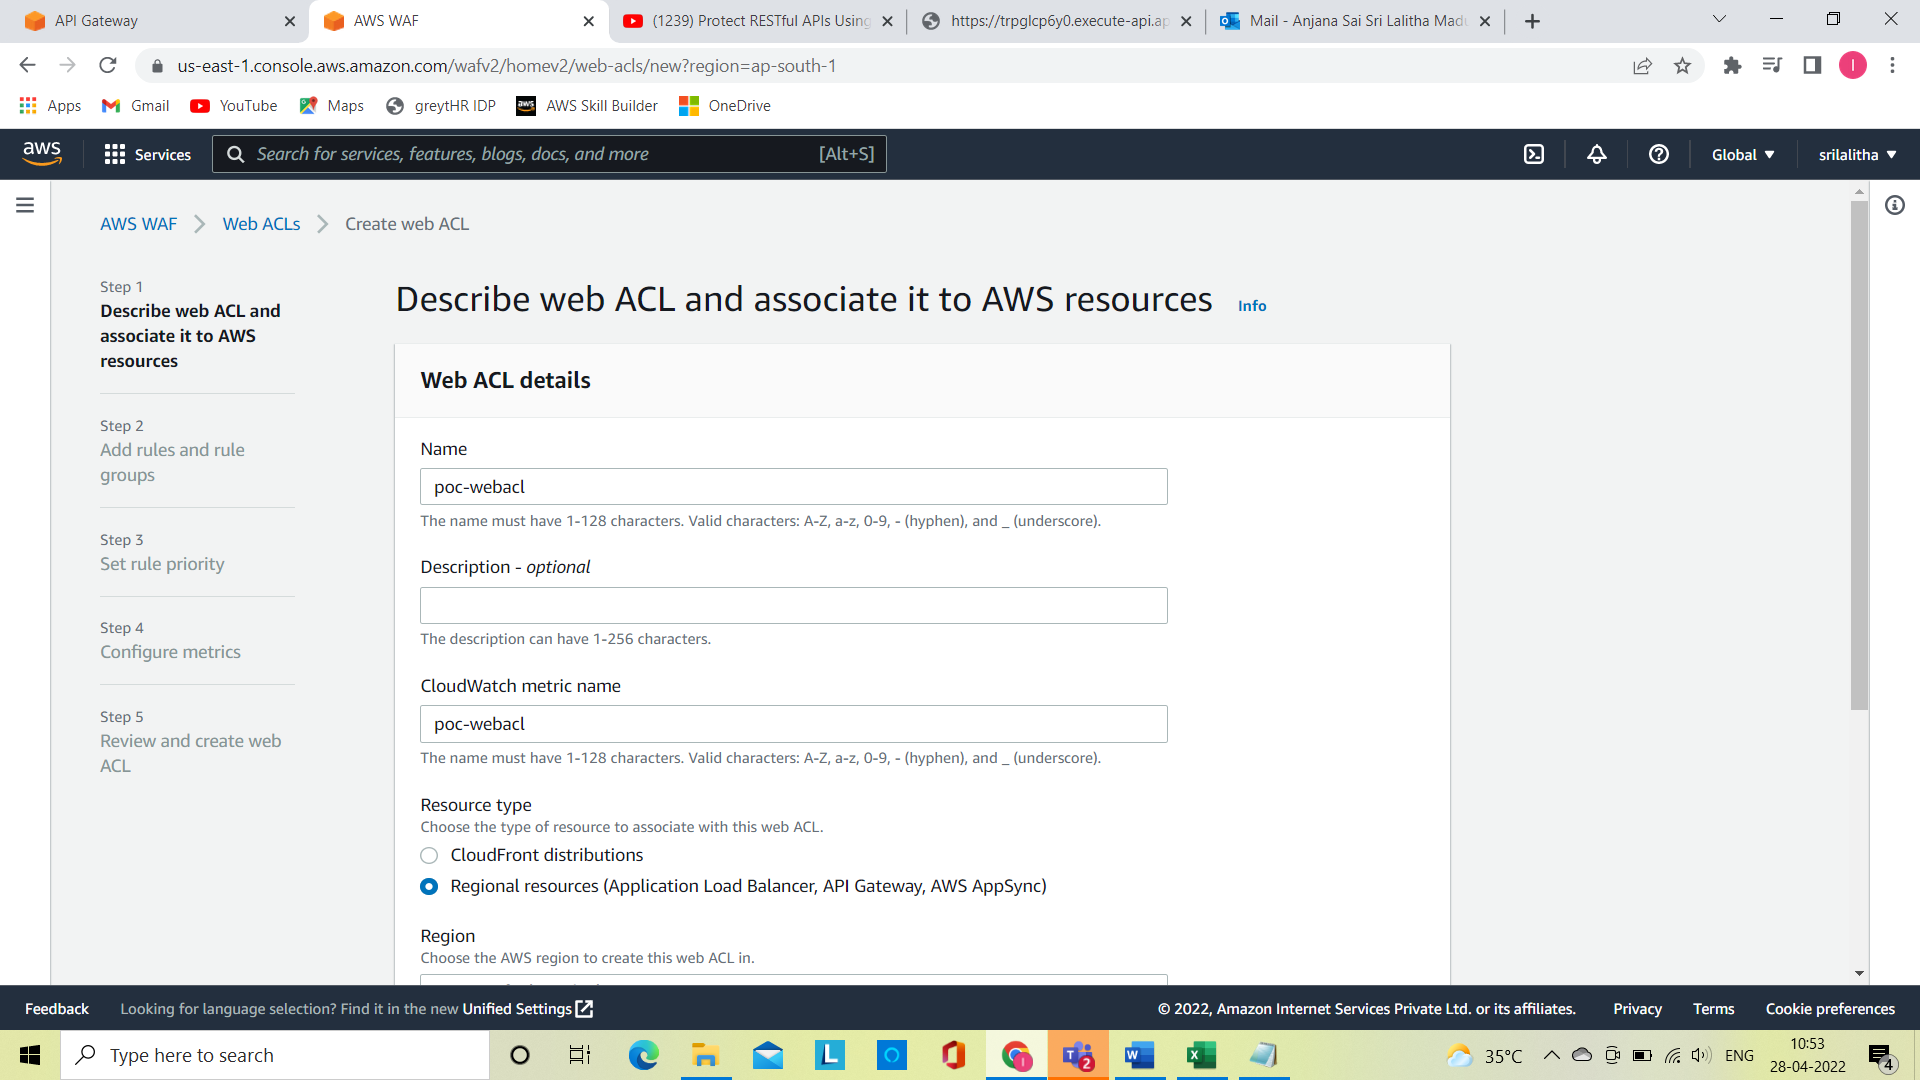 API Gateway
AWS WAF
(1239) Protect RESTful APIs Using
https://trpglcp6y0.execute-api.ap
Mail - Anjana Sai Sri Lalitha Madu
us-east-1.console.aws.amazon.com/wafv2/homev2/web-acls/new?region=ap-south-1
I
Apps
Gmail
YouTube
Maps
greytHR IDP
aws
AWS Skill Builder
OneDrive
aws
Services
Search for services, features, blogs, docs, and more
[Alt+S]
Global
srilalitha
AWS WAF
Web ACLs
Create web ACL
Step 1
Describe web ACL and
associate it to AWS
resources
Step 2
Add rules and rule
groups
Step 3
Set rule priority
Step 4
Configure metrics
Step 5
Review and create web
ACL
Describe web ACL and associate it to AWS resources
Info
Web ACL details
Name
poc-webacl
The name must have 1-128 characters. Valid characters: A-Z, a-z, 0-9, - (hyphen), and _ (underscore).
Description - optional
The description can have 1-256 characters.
CloudWatch metric name
poc-webacl
The name must have 1-128 characters. Valid characters: A-Z, a-z, 0-9, - (hyphen), and _ (underscore).
Resource type
Choose the type of resource to associate with this web ACL.
CloudFront distributions
Regional resources (Application Load Balancer, API Gateway, AWS AppSync)
Region
Choose the AWS region to create this web ACL in.
Feedback
Looking for language selection? Find it in the new Unified Settings
© 2022, Amazon Internet Services Private Ltd. or its affiliates.
Privacy
Terms
Cookie preferences
Type here to search
L
I
T
2
W
X
35°C
ENG
10:53
28-04-2022
4